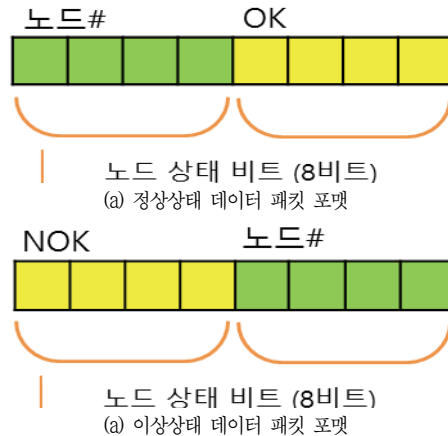 노드# OK
노드 상태 비트 (8비트)
(a) 정상상태 데이터 패킷 포맷
NOK 노드#
노드 상태 비트 (8비트)
(a) 이상상태 데이터 패킷 포맷